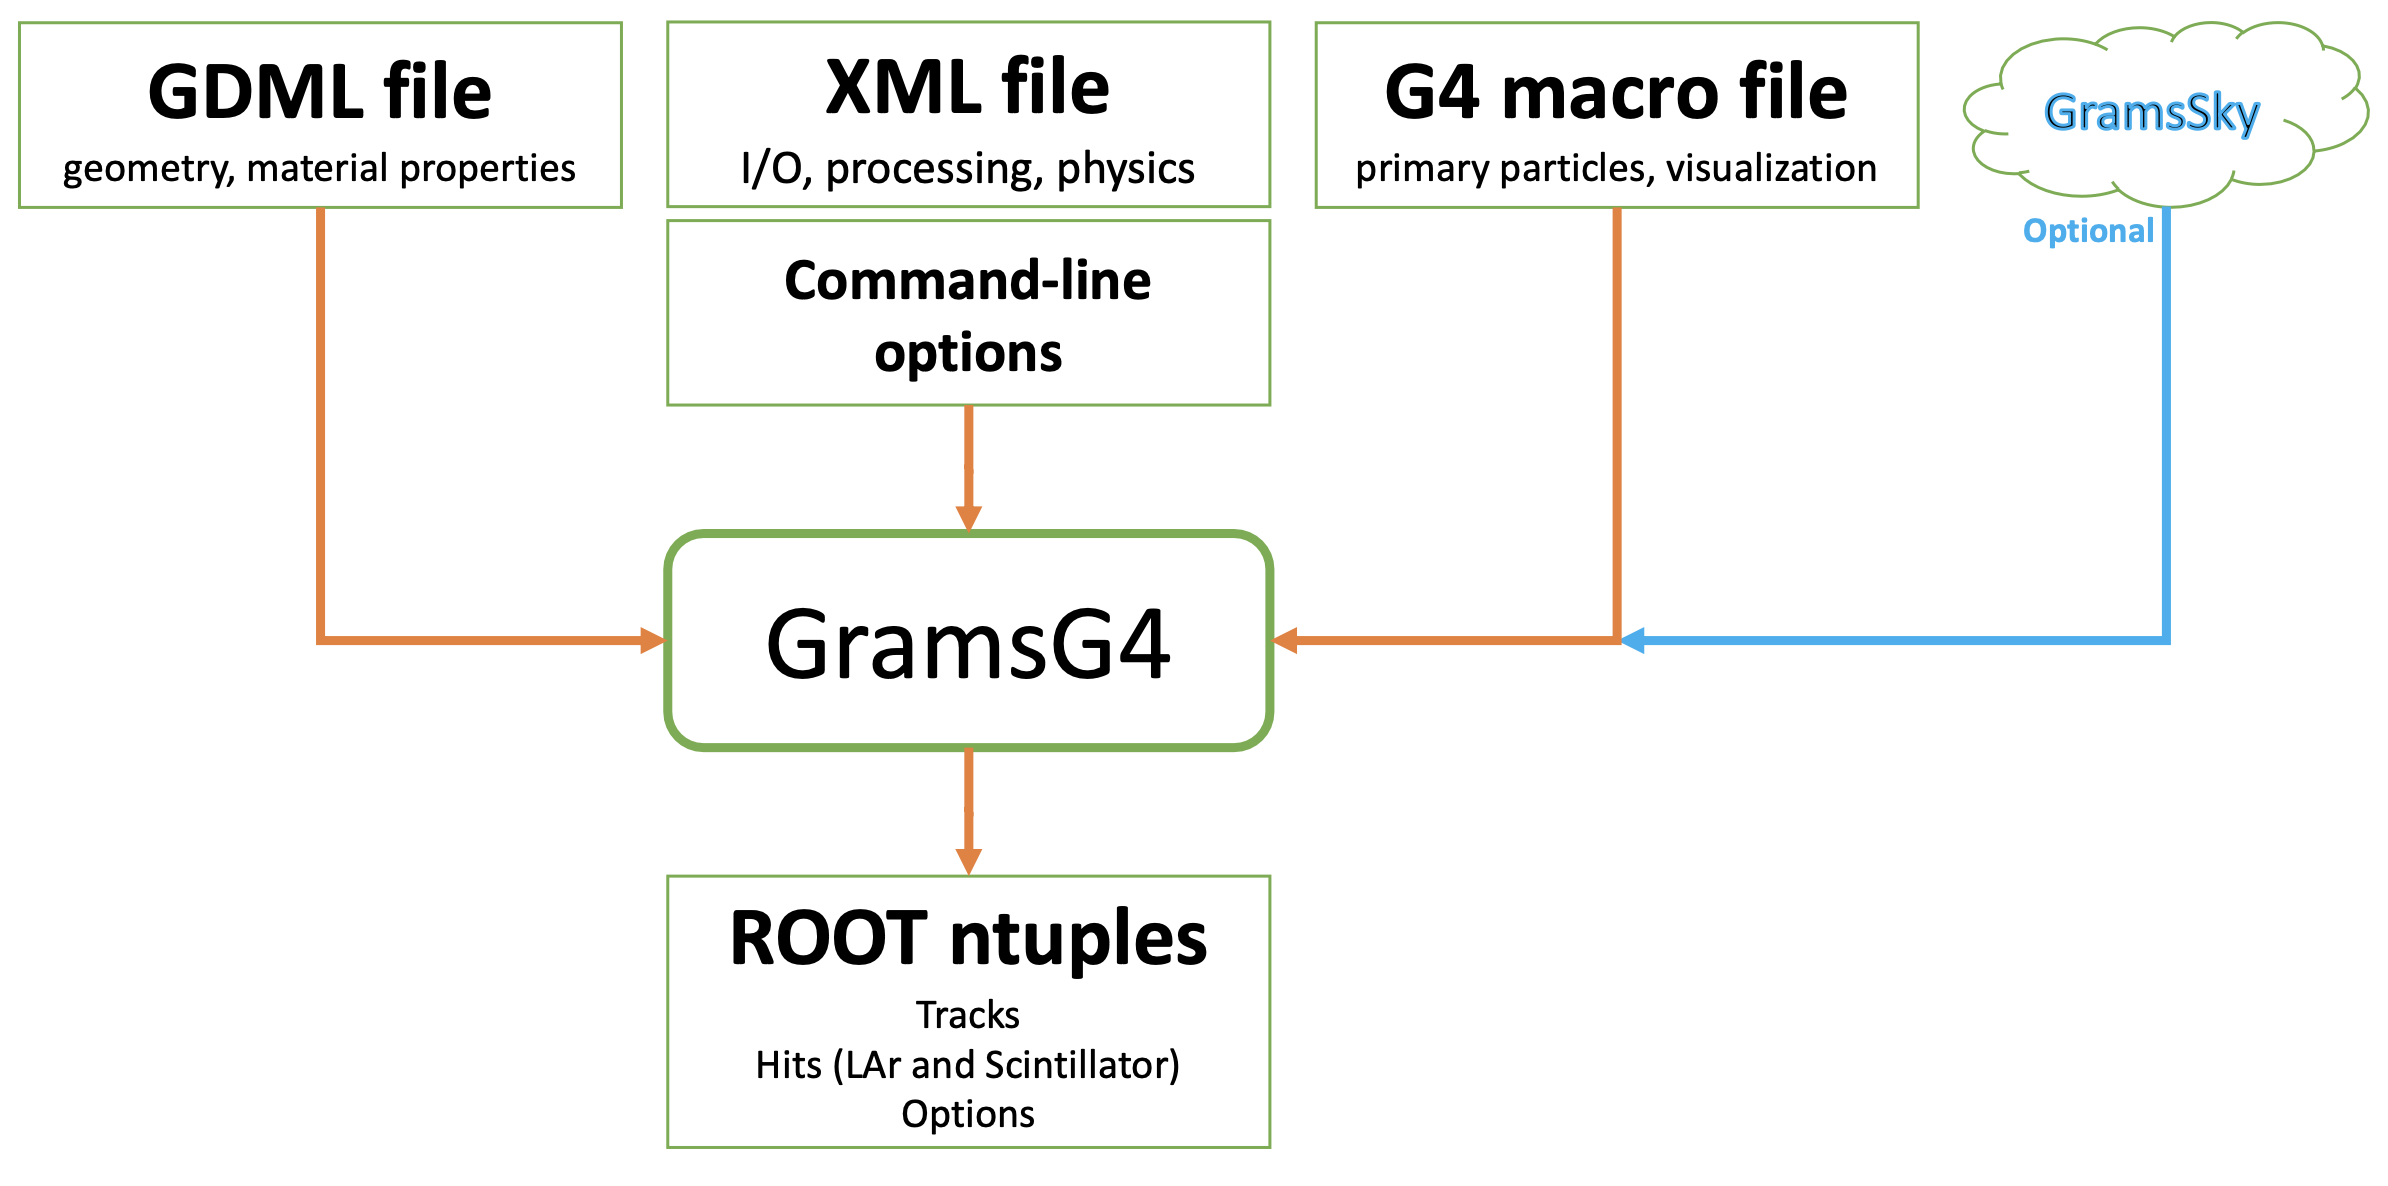 GDML file
geometry, material properties
XML file
I/O, processing, physics
Command-line
options
G4 macro file
primary particles, visualization
GramsSky
Optional
GramsG4
ROOT ntuples
Tracks
Hits (LAr and Scintillator)
Options